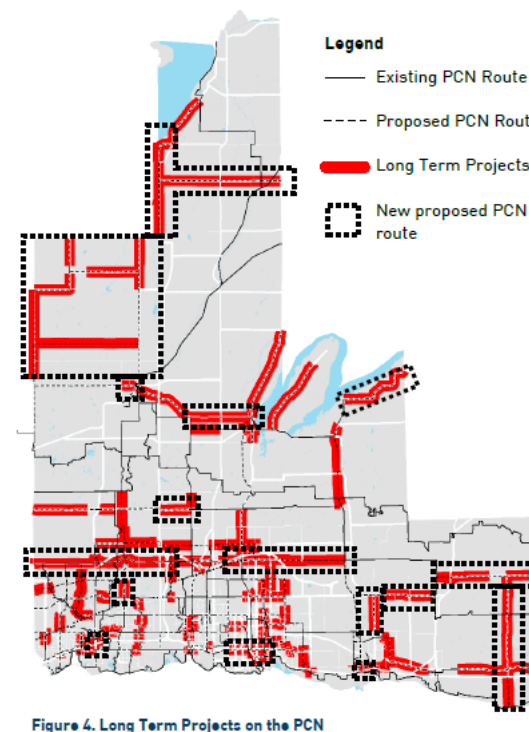 Legend
Existing PCN Route
Proposed PCN Rout
Long Term Projects
New proposed PCN
route
Figure 4. Long Term Projects on the PCN